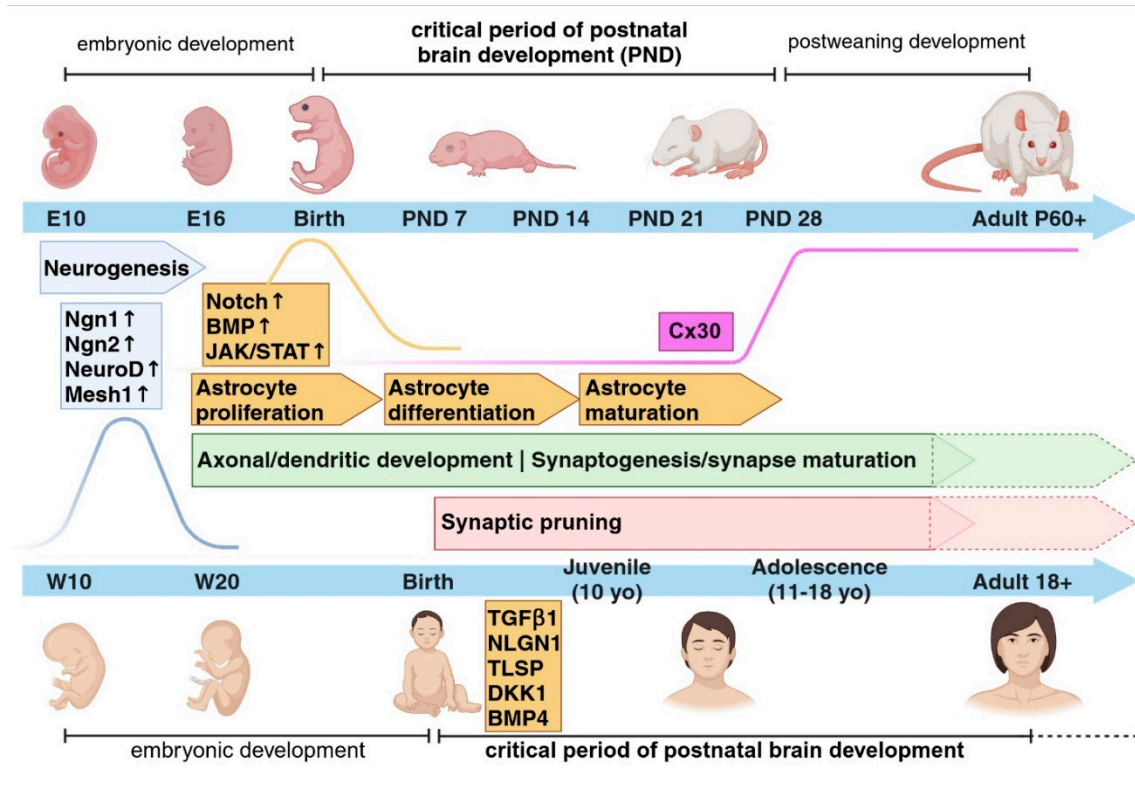 embryonic development
critical period of postnatal
brain development (PND)
postweaning development
E10
E16
Birth
PND 7
PND 14
PND 21
PND 28
Adult P60+
Neurogenesis
Ngn1↑
Ngn2↑
NeuroD↑
Mesh1↑
Notch↑
BMP↑
JAK/STAT↑
Cx30
Astrocyte
proliferation
Astrocyte
differentiation
Astrocyte
maturation
Axonal/dendritic development | Synaptogenesis/synapse maturation
Synaptic pruning
W10
W20
Birth
Juvenile
(10 yo)
Adolescence
(11-18 yo)
Adult 18+
TGFβ1
NLGN1
TLSP
DKK1
BMP4
embryonic development
critical period of postnatal brain development